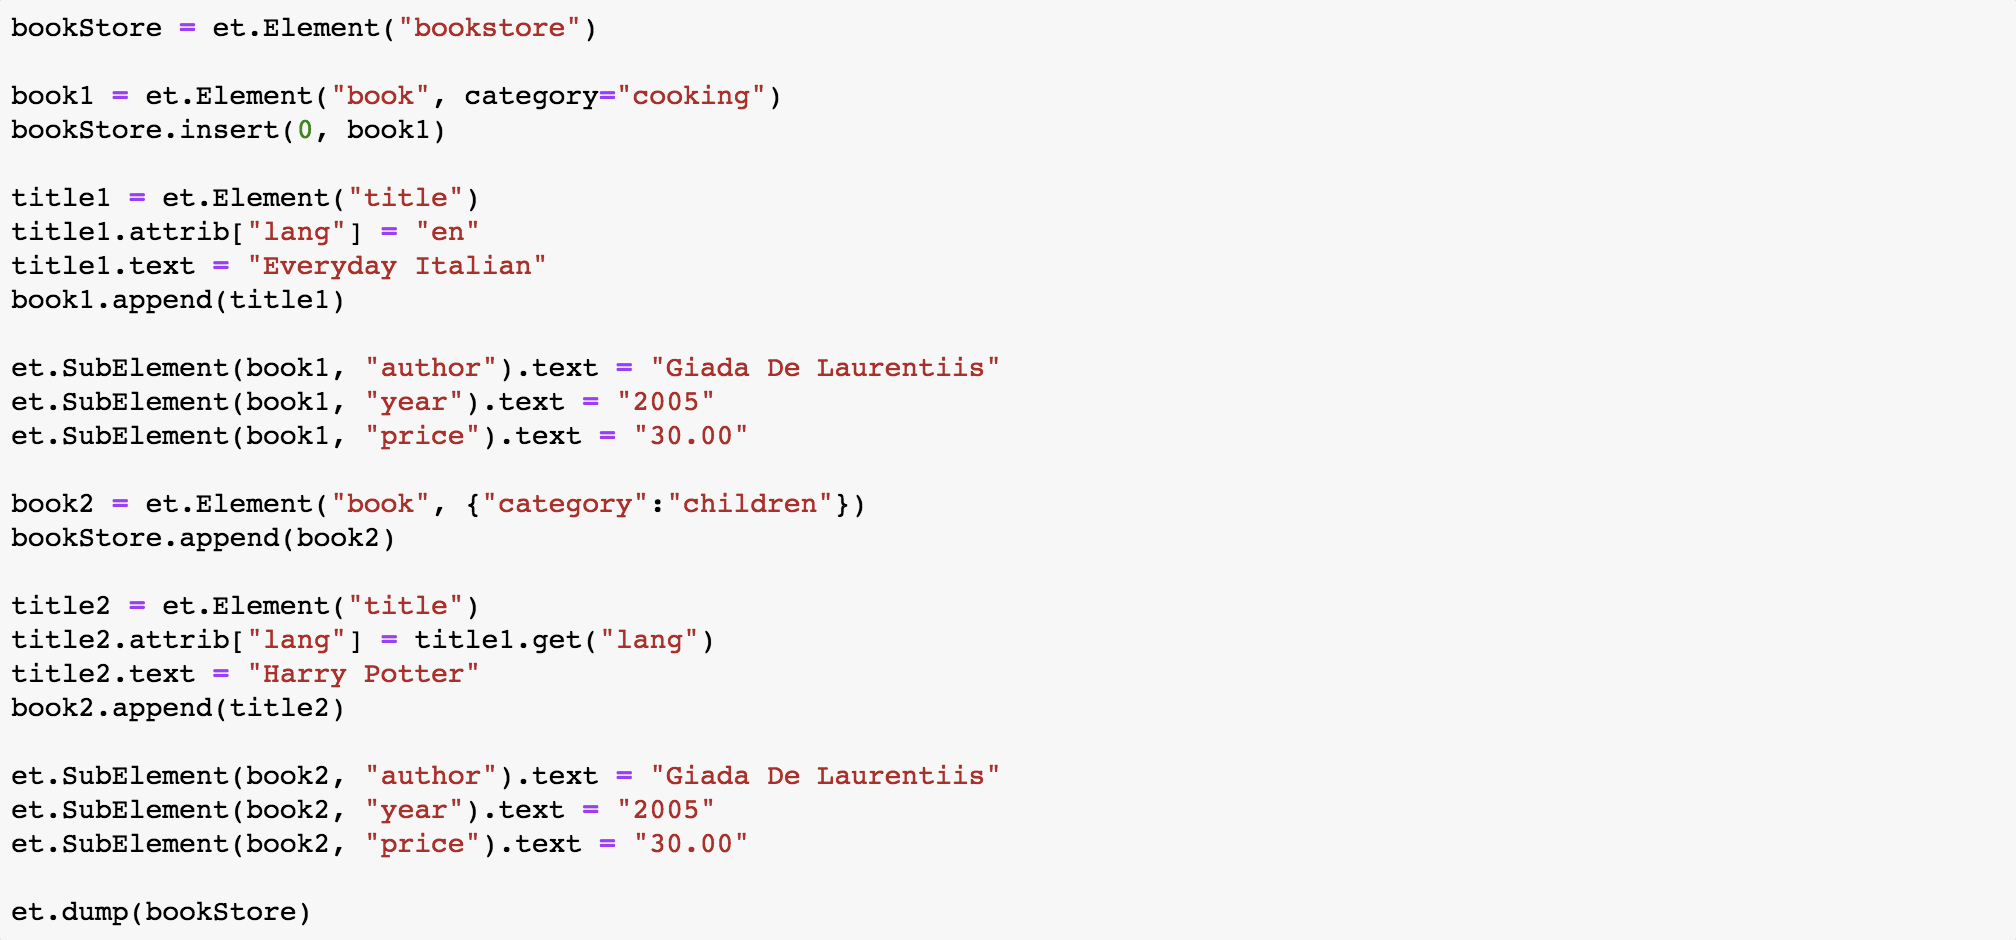 bookStore = et.Element("bookstore")
book1 = et.Element("book", category="cooking")
bookStore.insert(0, book1)
title1 = et.Element("title")
title1.attrib["lang"] = "en"
title1.text = "Everyday Italian"
book1.append(title1)
et.SubElement(book1, "author").text = "Giada De Laurentiis"
et.SubElement(book1, "year").text = "2005"
et.SubElement(book1, "price").text = "30.00"
book2 = et.Element("book", {"category":"children"})
bookStore.append(book2)
title2 = et.Element("title")
title2.attrib["lang"] = title1.get("lang")
title2.text = "Harry Potter"
book2.append(title2)
et.SubElement(book2, "author").text = "Giada De Laurentiis"
et.SubElement(book2, "year").text = "2005"
et.SubElement(book2, "price").text = "30.00"
et.dump(bookStore)